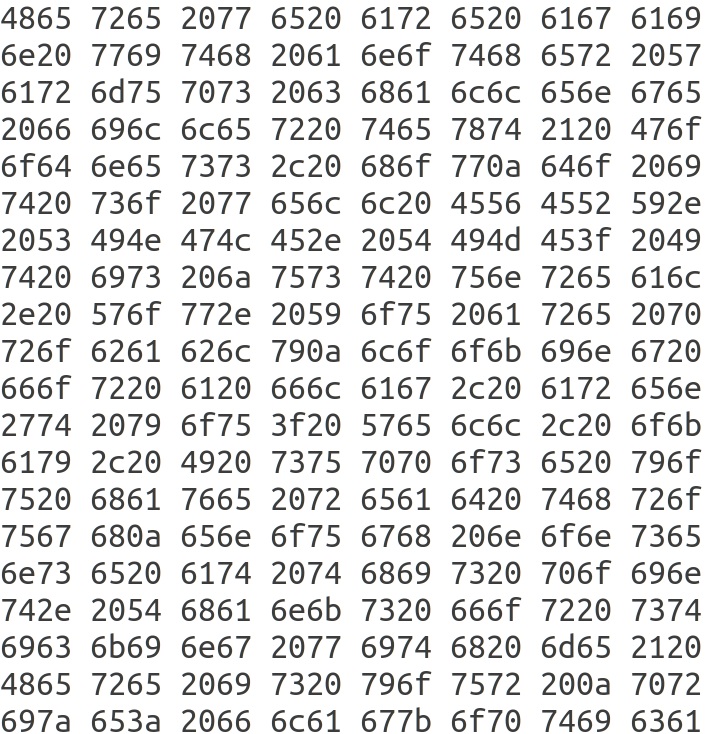 4865 7265 2077 6520 6172 6520 6167 6169
6e20 7769 7468 2061 6e6f 7468 6572 2057
6172 6d75 7073 2063 6861 6c6c 656e 6765
2066 696c 6c65 7220 7465 7874 2120 476f
6f64 6e65 7373 2c20 686f 770a 646f 2069
7420 736f 2077 656c 6c20 4556 4552 592e
2053 494e 474c 452e 2054 494d 453f 2049
7420 6973 206a 7573 7420 756e 7265 616c
2e20 576f 772e 2059 6f75 2061 7265 2070
726f 6261 626c 790a 6c6f 6f6b 696e 6720
666f 7220 6120 666c 6167 2c20 6172 656e
2774 2079 6f75 3f20 5765 6c6c 2c20 6f6b
6179 2c20 4920 7375 7070 6f73 6520 796f
7520 6861 7665 2072 6561 6420 7468 726f
7567 680a 656e 6f75 6768 206e 6f6e 7365
6e73 6520 6174 2074 6869 7320 706f 696e
742e 2054 6861 6e6b 7320 666f 7220 7374
6963 6b69 6e67 2077 6974 6820 6d65 2120
4865 7265 2069 7320 796f 7572 200a 7072
697a 653a 2066 6c61 677b 6f70 7469 6361